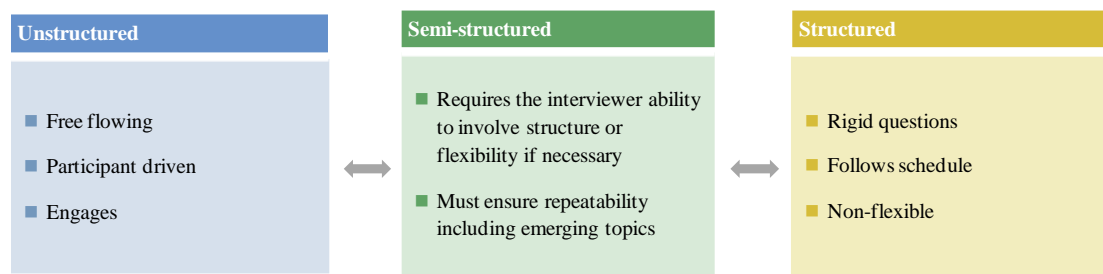 Unstructured
Free flowing
Participant driven
Engages
Semi-structured
Requires the interviewer ability
to involve structure or
flexibility if necessary
Must ensure repeatability
including emerging topics
Structured
Rigid questions
Follows schedule
Non-flexible